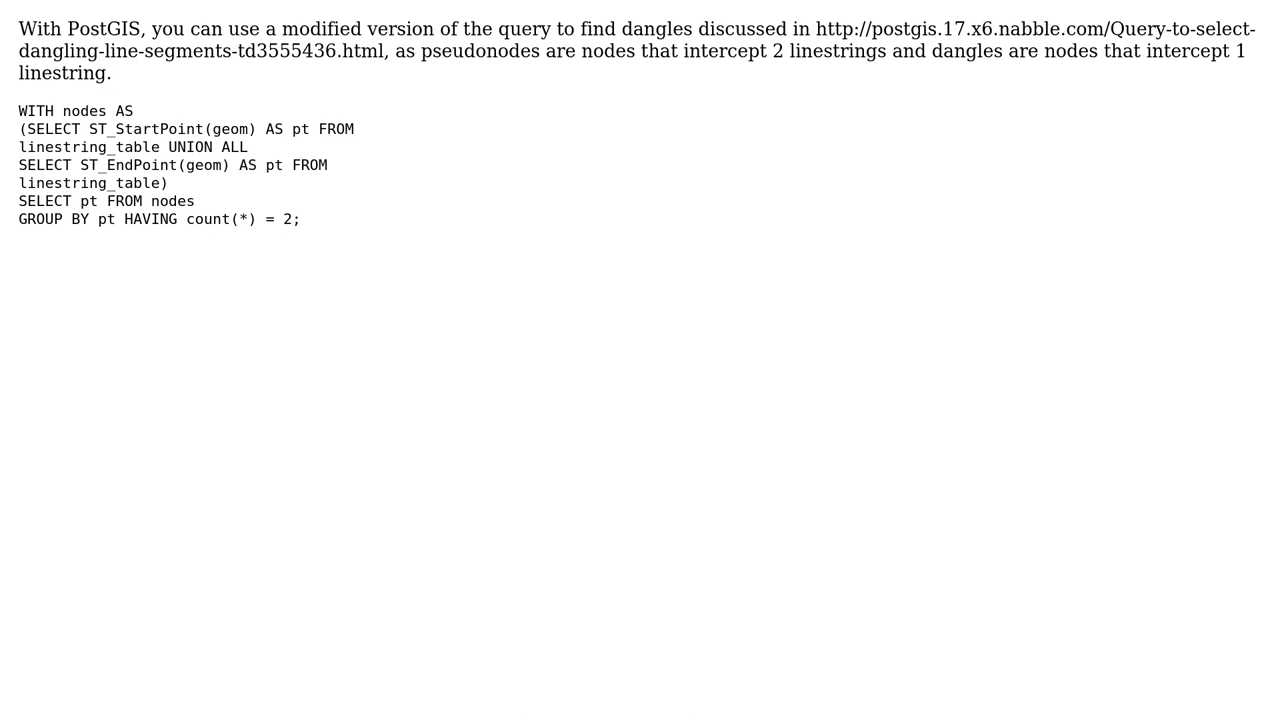 With PostGIS, you can use a modified version of the query to find dangles discussed in http://postgis.17.x6.nabble.com/Query-to-select-
dangling-line-segments-td3555436.html, as pseudonodes are nodes that intercept 2 linestrings and dangles are nodes that intercept 1
linestring.
WITH nodes AS
(SELECT ST_StartPoint(geom) AS pt FROM
linestring_table UNION ALL
SELECT ST_EndPoint(geom) AS pt FROM
linestring_table)
SELECT pt FROM nodes
GROUP BY pt HAVING count(*) = 2;